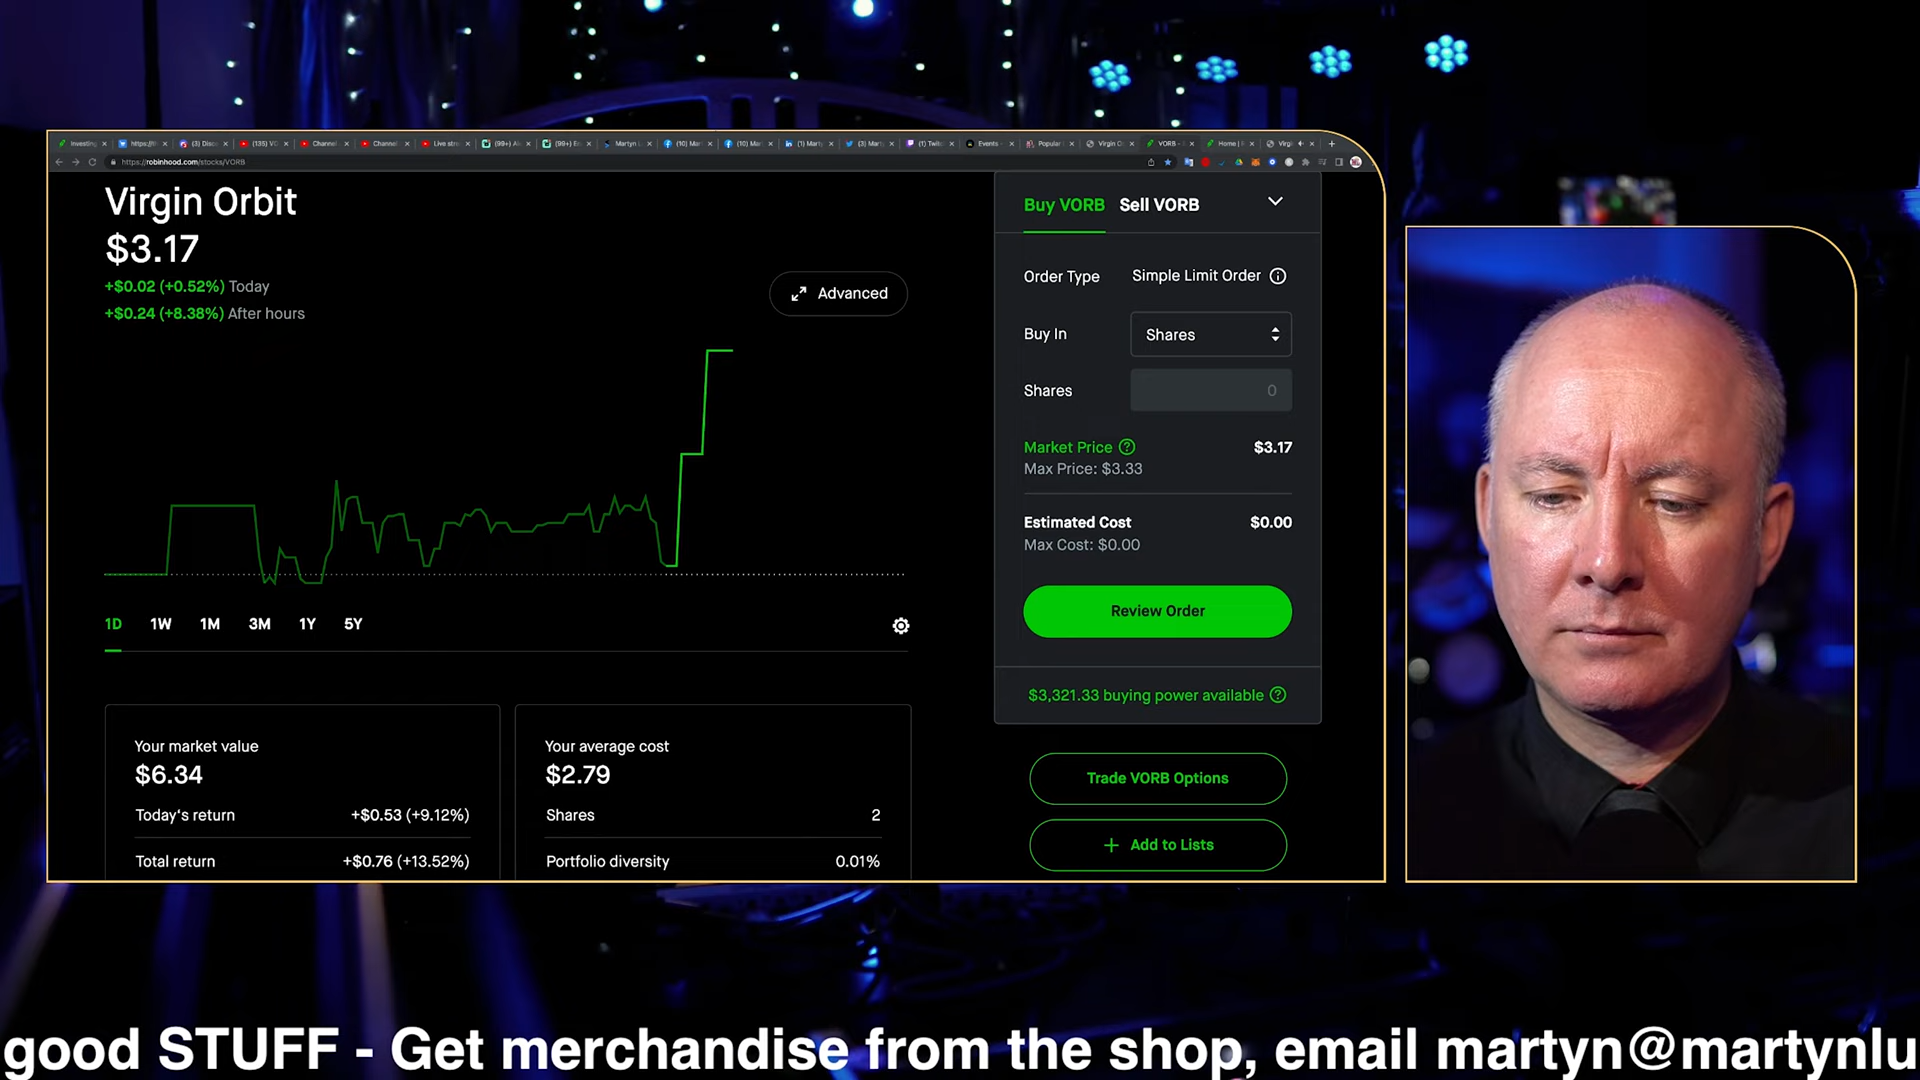 https://robinhood.com/stocks/VORB
Virgin Orbit
$3.17
+$0.02 (+0.52%) Today
+$0.24 (+8.38%) After hours
Advanced
1D 1W 1M 3M 1Y 5Y
Your market value
$6.34
Today's return +$0.53 (+9.12%)
Total return +$0.76 (+13.52%)
Your average cost
$2.79
Shares 2
Portfolio diversity 0.01%
Buy VORB Sell VORB
Order Type Simple Limit Order
Buy In Shares
Shares 0
Market Price $3.17
Max Price: $3.33
Estimated Cost $0.00
Max Cost: $0.00
Review Order
$3,321.33 buying power available
Trade VORB Options
+ Add to Lists
good STUFF - Get merchandise from the shop, email martyn@martynlu